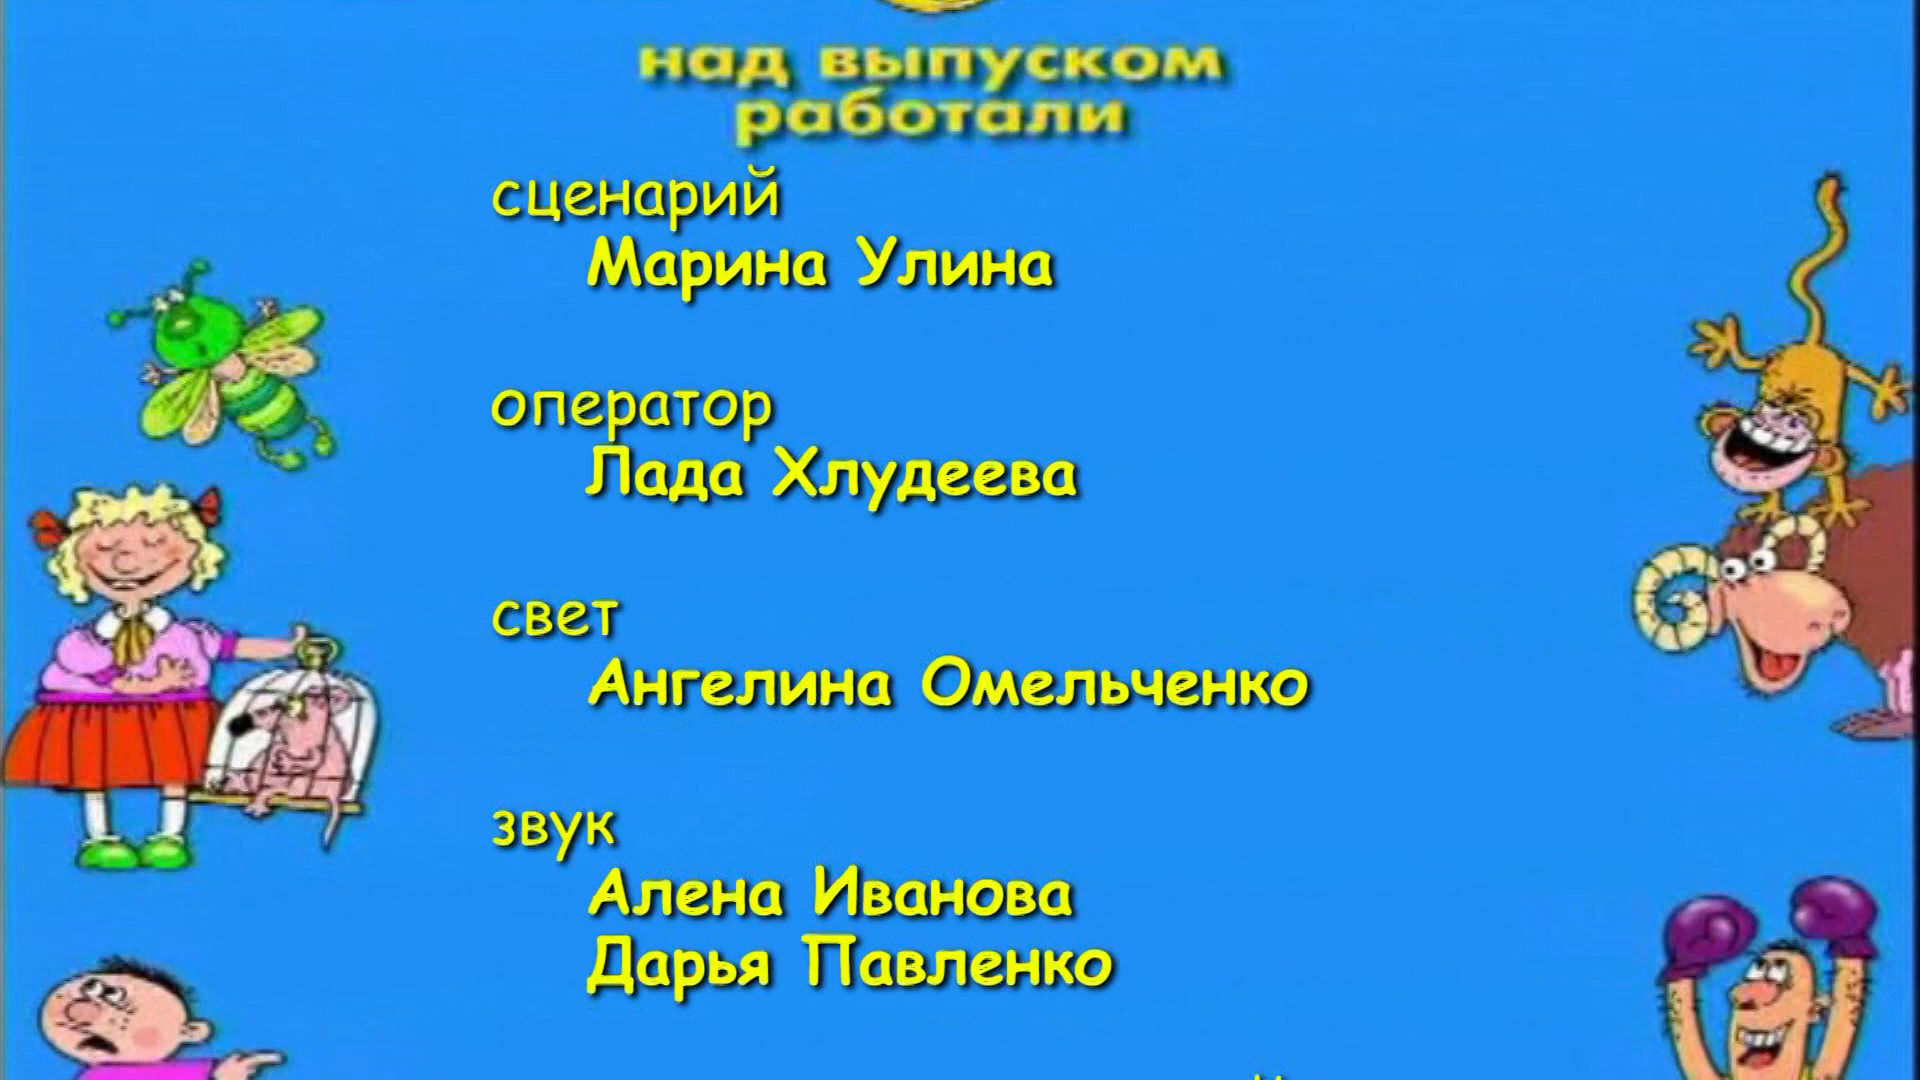 над выпуском
работали
сценарий
Марина Улина
оператор
Лада Хлудеева
свет
Ангелина Омельченко
звук
Алена Иванова
Дарья Павленко